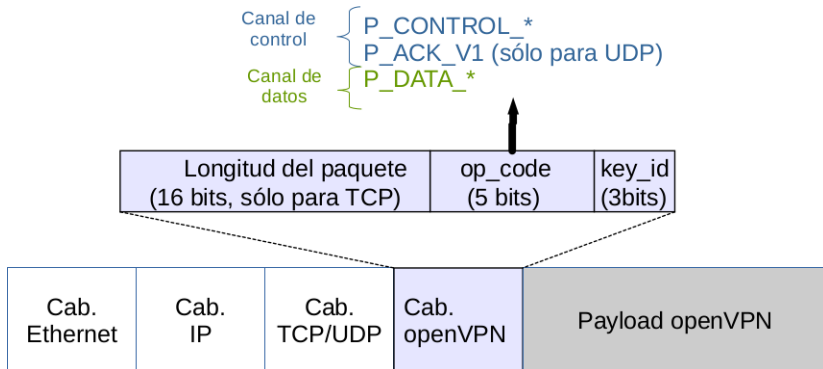 Canal de
control
P_CONTROL_*
P_ACK_V1 (sólo para UDP)
Canal de
datos
P_DATA_*
Longitud del paquete
(16 bits, sólo para TCP)
op_code
(5 bits)
key_id
(3bits)
Cab.
Ethernet
Cab.
IP
Cab.
TCP/UDP
Cab.
openVPN
Payload openVPN